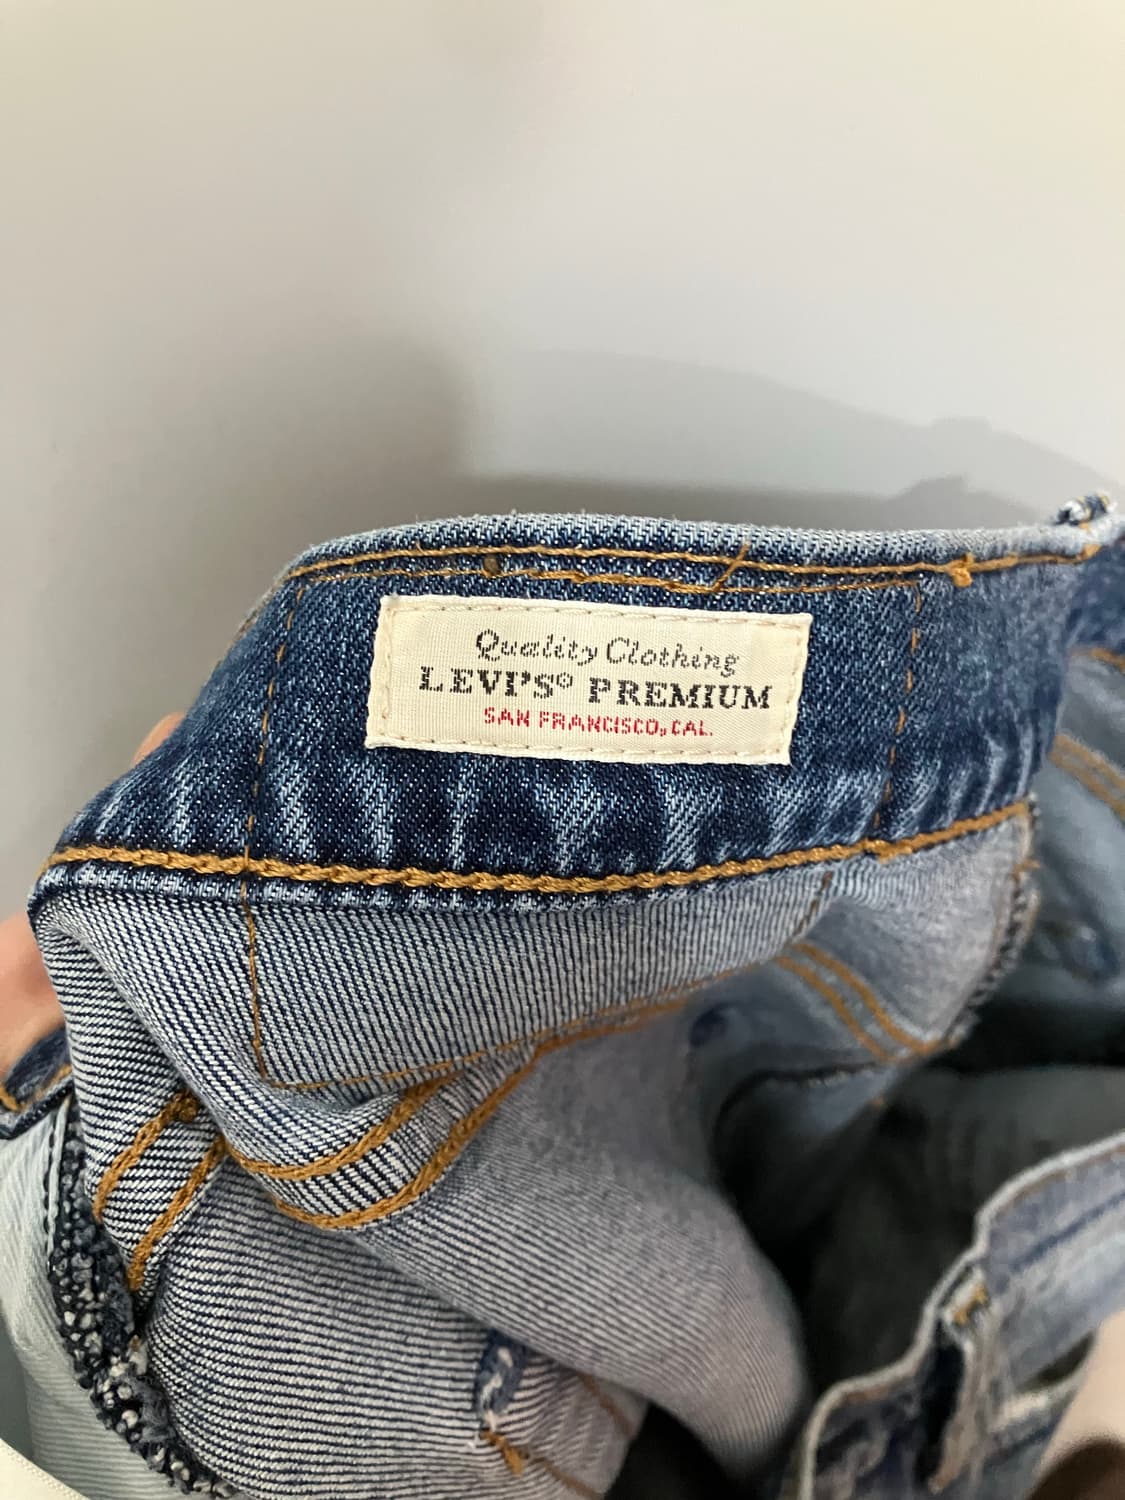 Quality Clothing
LEVI'S® PREMIUM
SAN FRANCISCO, CAL.